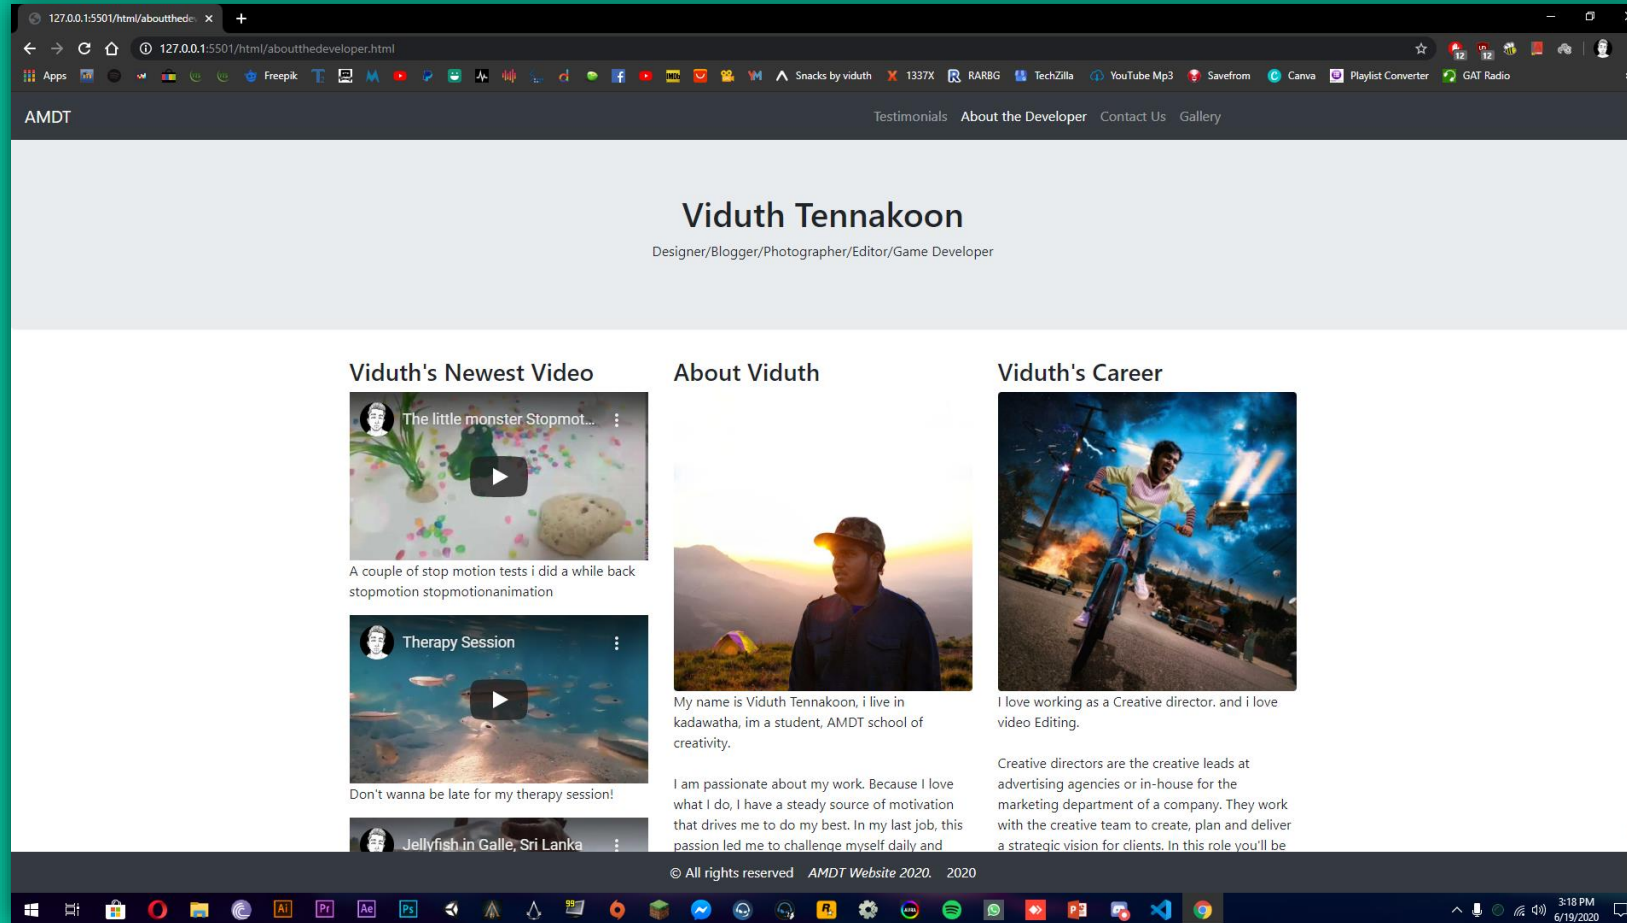 127.0.0.1:5501/html/aboutthede
127.0.0.1:5501/html/aboutthedeveloper.html
12
12
Apps
Freepik
Snacks by viduth
1337X
RARBG
TechZilla
YouTube Mp3
Savefrom
Canva
Playlist Converter
GAT Radio
AMDT
Testimonials About the Developer Contact Us Gallery
Viduth Tennakoon
Designer/Blogger/Photographer/Editor/Game Developer
Viduth's Newest Video
The little monster Stopmot...
A couple of stop motion tests i did a while back
stopmotion stopmotionanimation
Therapy Session
Don't wanna be late for my therapy session!
Jellyfish in Galle, Sri Lanka
About Viduth
My name is Viduth Tennakoon, i live in
kadawatha, im a student, AMDT school of
creativity.
I am passionate about my work. Because I love
what I do, I have a steady source of motivation
that drives me to do my best. In my last job, this
passion led me to challenge myself daily and
Viduth's Career
I love working as a Creative director. and i love
video Editing.
Creative directors are the creative leads at
advertising agencies or in-house for the
marketing department of a company. They work
with the creative team to create, plan and deliver
a strategic vision for clients. In this role you'll be
© All rights reserved AMDT Website 2020. 2020
Ai
Pr
Ae
Ps
99+
R
3:18 PM
6/19/2020